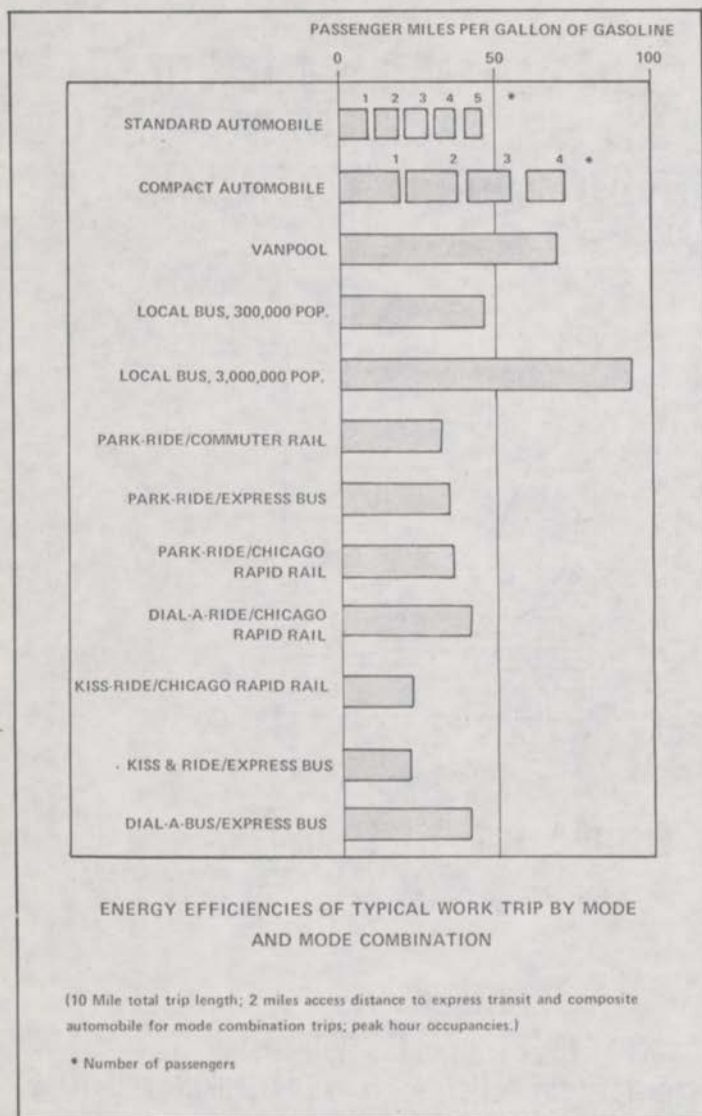 PASSENGER MILES PER GALLON OF GASOLINE
0 50 100
1 2 3 4 5 *
STANDARD AUTOMOBILE
1 2 3 4 *
COMPACT AUTOMOBILE
VANPOOL
LOCAL BUS, 300,000 POP.
LOCAL BUS, 3,000,000 POP.
PARK-RIDE/COMMUTER RAIL
PARK-RIDE/EXPRESS BUS
PARK-RIDE/CHICAGO
RAPID RAIL
DIAL-A-RIDE/CHICAGO
RAPID RAIL
KISS-RIDE/CHICAGO RAPID RAIL
KISS & RIDE/EXPRESS BUS
DIAL-A-BUS/EXPRESS BUS
ENERGY EFFICIENCIES OF TYPICAL WORK TRIP BY MODE
AND MODE COMBINATION
(10 Mile total trip length; 2 miles access distance to express transit and composite
automobile for mode combination trips; peak hour occupancies.)
* Number of passengers